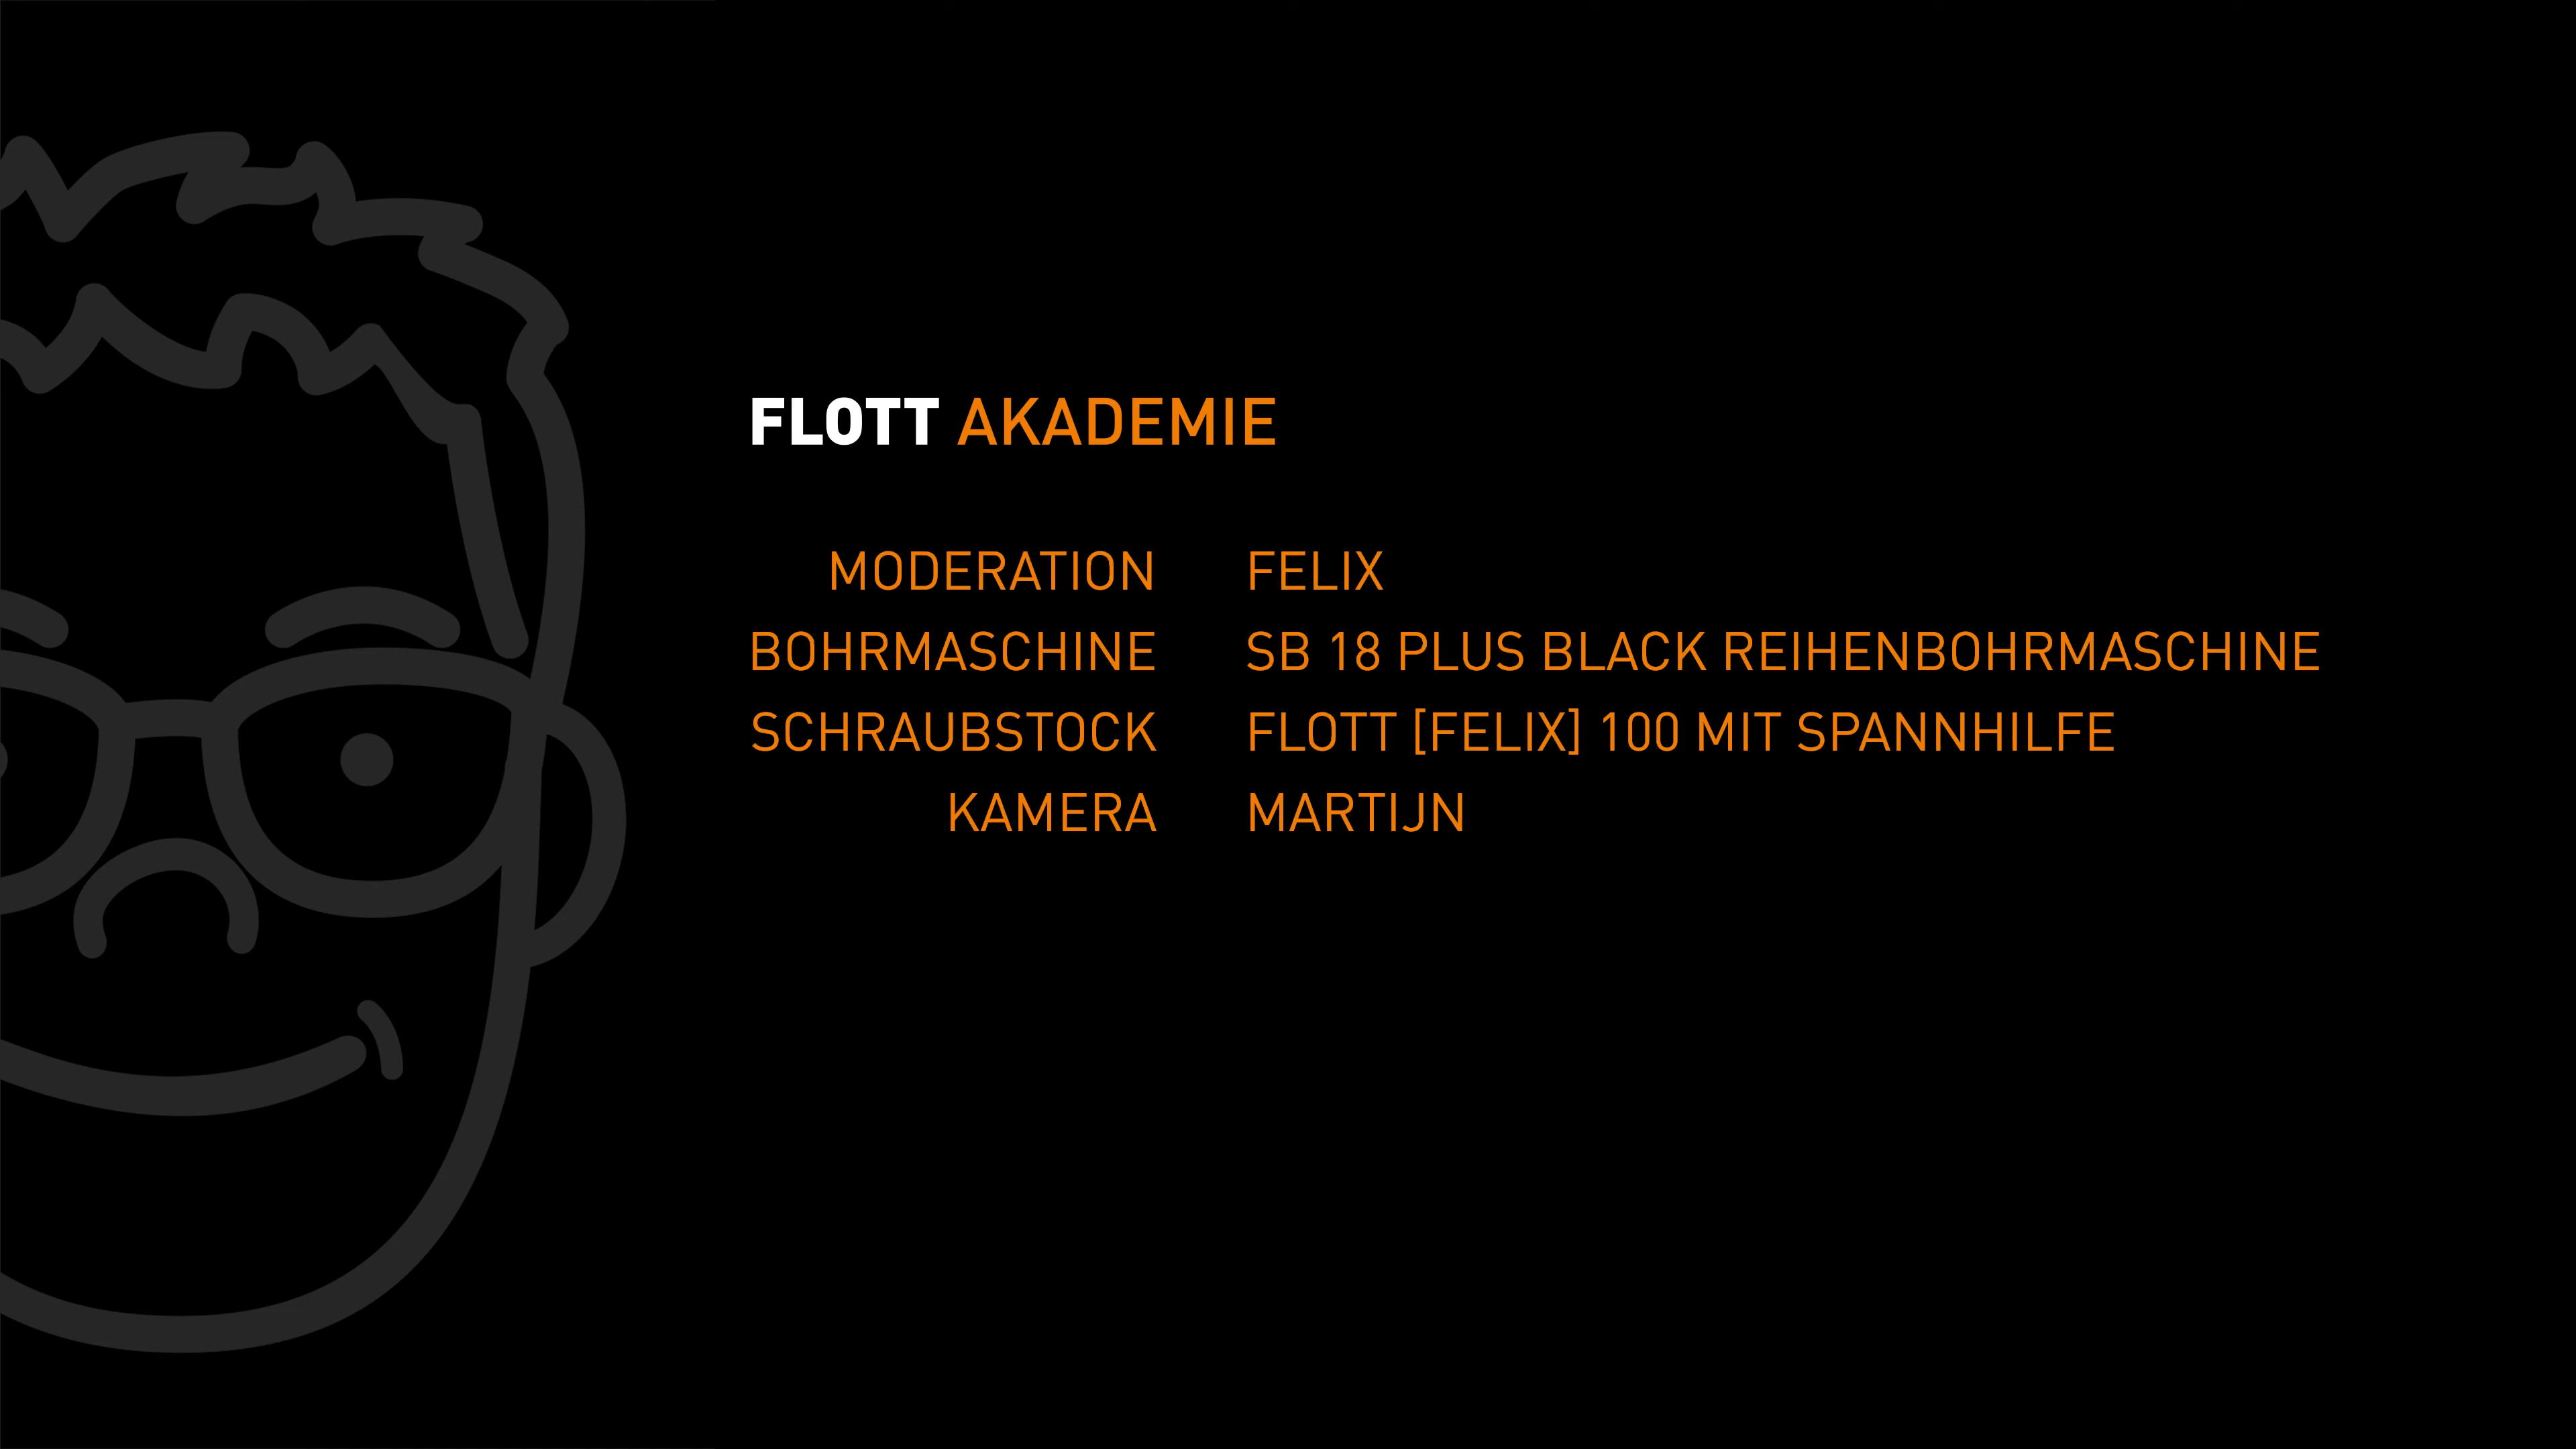 FLOTT AKADEMIE
MODERATION FELIX
BOHRMASCHINE SB 18 PLUS BLACK REIHENBOHRMASCHINE
SCHRAUBSTOCK FLOTT [FELIX] 100 MIT SPANNHILFE
KAMERA MARTIJN